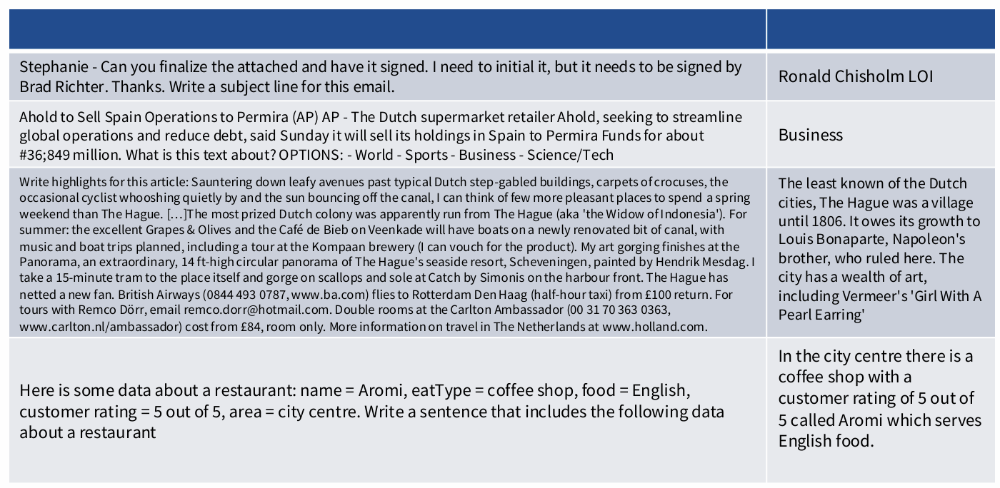 Stephanie - Can you finalize the attached and have it signed. I need to initial it, but it needs to be signed by
Brad Richter. Thanks. Write a subject line for this email.
Ronald Chisholm LOI
Ahold to Sell Spain Operations to Permira (AP) AP - The Dutch supermarket retailer Ahold, seeking to streamline
global operations and reduce debt, said Sunday it will sell its holdings in Spain to Permira Funds for about
#36;849 million. What is this text about? OPTIONS: - World - Sports - Business - Science/Tech
Business
Write highlights for this article: Sauntering down leafy avenues past typical Dutch step-gabled buildings, carpets of crocuses, the
occasional cyclist whooshing quietly by and the sun bouncing off the canal, I can think of few more pleasant places to spend a spring
weekend than The Hague. […]The most prized Dutch colony was apparently run from The Hague (aka 'the Widow of Indonesia'). For
summer: the excellent Grapes & Olives and the Café de Bieb on Veenkade will have boats on a newly renovated bit of canal, with
music and boat trips planned, including a tour at the Kompaan brewery (I can vouch for the product). My art gorging finishes at the
Panorama, an extraordinary, 14 ft-high circular panorama of The Hague's seaside resort, Scheveningen, painted by Hendrik Mesdag. I
take a 15-minute tram to the place itself and gorge on scallops and sole at Catch by Simonis on the harbour front. The Hague has
netted a new fan. British Airways (0844 493 0787, www.ba.com) flies to Rotterdam Den Haag (half-hour taxi) from £100 return. For
tours with Remco Dörr, email remco.dorr@hotmail.com. Double rooms at the Carlton Ambassador (00 31 70 363 0363,
www.carlton.nl/ambassador) cost from £84, room only. More information on travel in The Netherlands at www.holland.com.
The least known of the Dutch
cities, The Hague was a village
until 1806. It owes its growth to
Louis Bonaparte, Napoleon's
brother, who ruled here. The
city has a wealth of art,
including Vermeer's 'Girl With A
Pearl Earring'
Here is some data about a restaurant: name = Aromi, eatType = coffee shop, food = English,
customer rating = 5 out of 5, area = city centre. Write a sentence that includes the following data
about a restaurant
In the city centre there is a
coffee shop with a
customer rating of 5 out of
5 called Aromi which serves
English food.